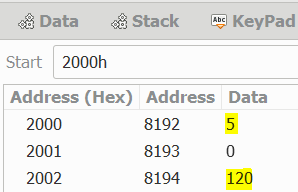 Data Stack Abc KeyPad
Start 2000h
Address (Hex) Address Data
2000 8192 5
2001 8193 0
2002 8194 120